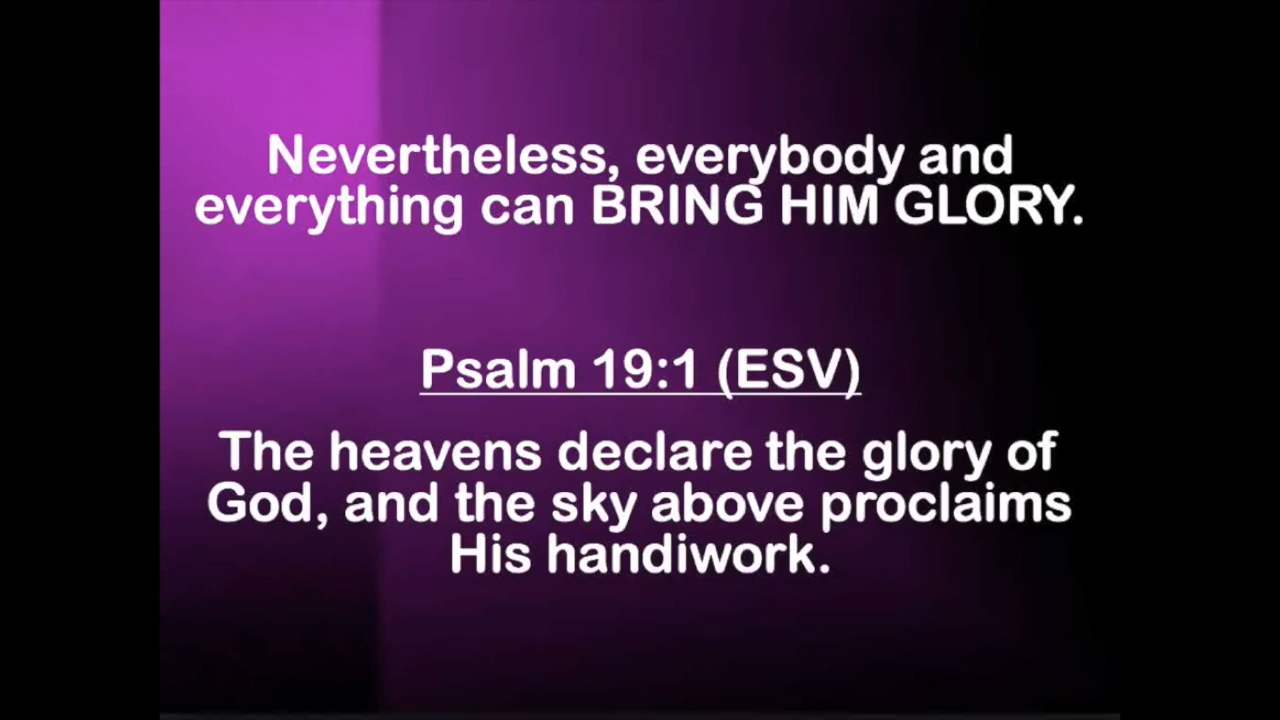 Nevertheless, everybody and
everything can BRING HIM GLORY.
Psalm 19:1 (ESV)
The heavens declare the glory of
God, and the sky above proclaims
His handiwork.